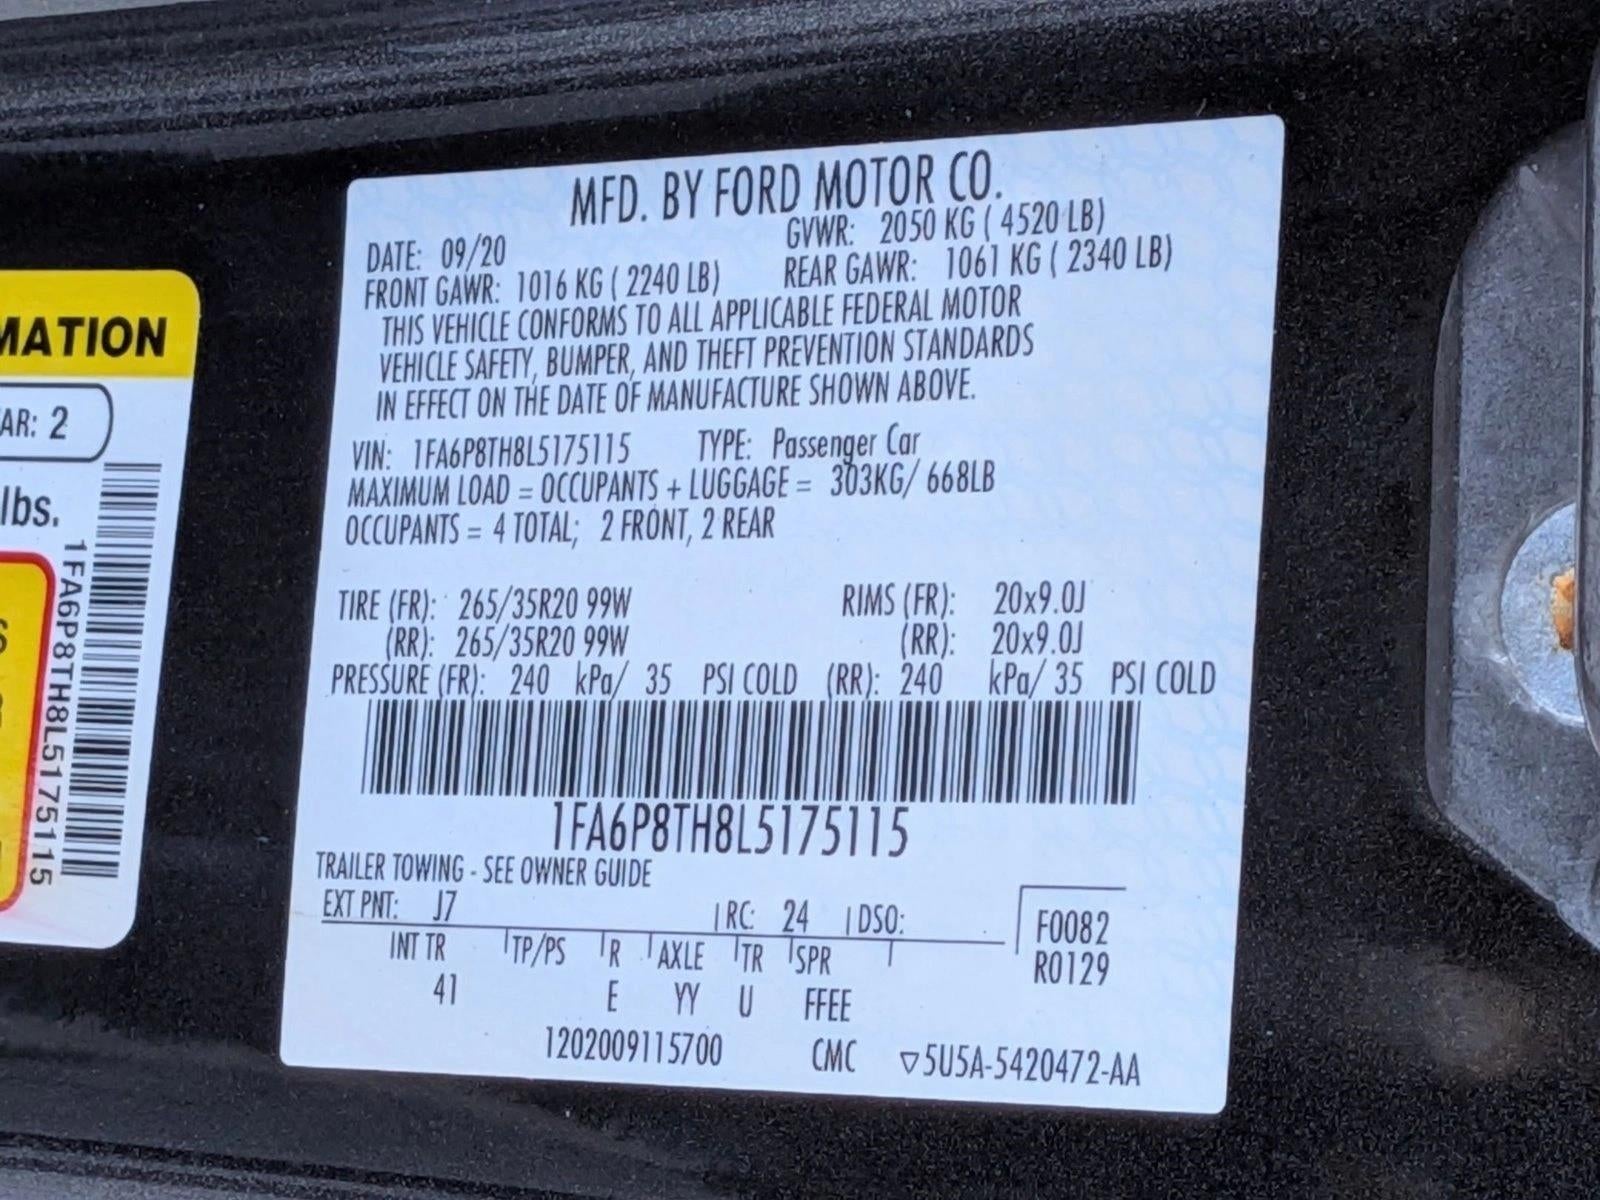 MFD. BY FORD MOTOR CO.
DATE: 09/20 GVWR: 2050 KG ( 4520 LB)
FRONT GAWR: 1016 KG ( 2240 LB) REAR GAWR: 1061 KG ( 2340 LB)
THIS VEHICLE CONFORMS TO ALL APPLICABLE FEDERAL MOTOR
VEHICLE SAFETY, BUMPER, AND THEFT PREVENTION STANDARDS
IN EFFECT ON THE DATE OF MANUFACTURE SHOWN ABOVE.
VIN: 1FA6P8TH8L5175115 TYPE: Passenger Car
MAXIMUM LOAD = OCCUPANTS + LUGGAGE = 303KG/ 668LB
OCCUPANTS = 4 TOTAL; 2 FRONT, 2 REAR
TIRE (FR): 265/35R20 99W RIMS (FR): 20x9.0J
(RR): 265/35R20 99W (RR): 20x9.0J
PRESSURE (FR): 240 kPa/ 35 PSI COLD (RR): 240 kPa/ 35 PSI COLD
1FA6P8TH8L5175115
TRAILER TOWING - SEE OWNER GUIDE
EXT PNT: J7 RC: 24 DSO: F0082
INT TR TP/PS R AXLE TR SPR R0129
41 E YY U FFEE
1202009115700 CMC ▽5U5A-5420472-AA
MATION
AR: 2
lbs.
1FA6P8TH8L5175115